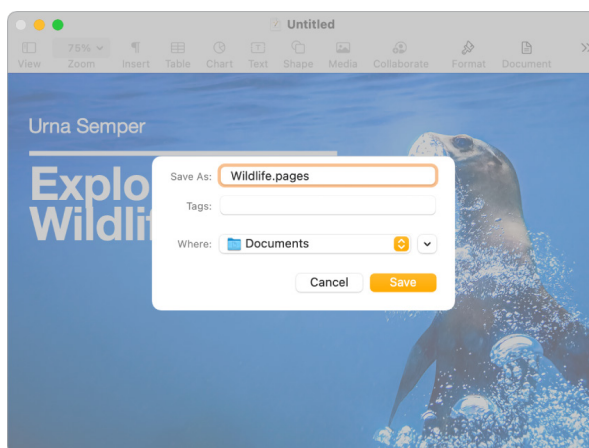 Untitled
75%
View Zoom Insert Table Chart Text Shape Media Collaborate Format Document
Urna Semper
Explo
Wildlif
Save As: Wildlife.pages
Tags:
Where: Documents
Cancel Save